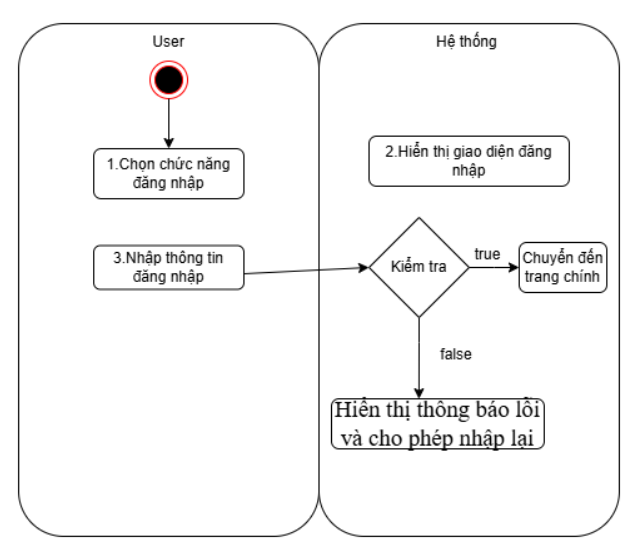 User
Hệ thống
1.Chọn chức năng
đăng nhập
2.Hiển thị giao diện đăng
nhập
3.Nhập thông tin
đăng nhập
Kiểm tra
true
Chuyển đến
trang chính
false
Hiển thị thông báo lỗi
và cho phép nhập lại